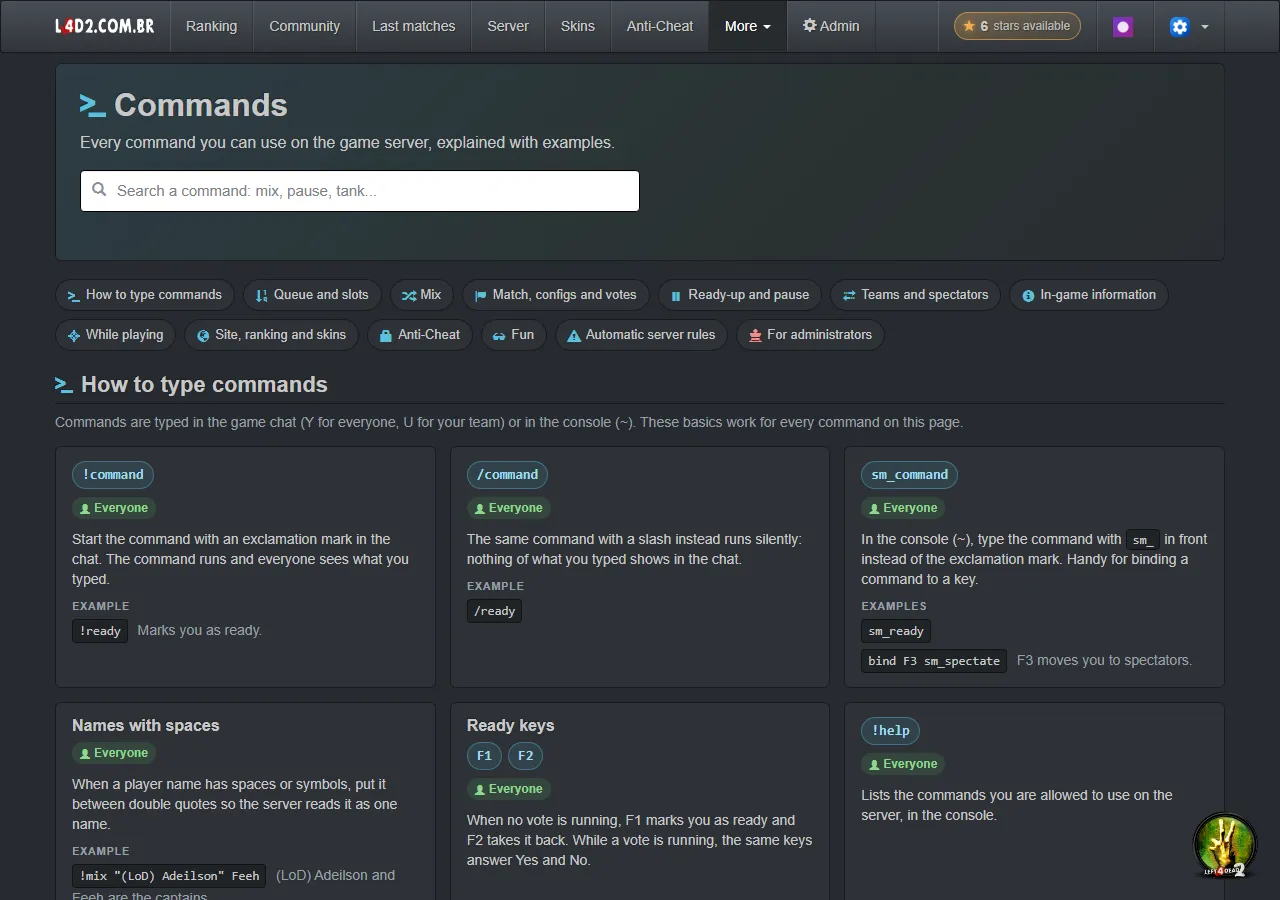 L4D2.COM.BR Ranking Community Last matches Server Skins Anti-Cheat More Admin 6 stars available
>_ Commands
Every command you can use on the game server, explained with examples.
Search a command: mix, pause, tank...
How to type commands Queue and slots Mix Match, configs and votes Ready-up and pause Teams and spectators In-game information
While playing Site, ranking and skins Anti-Cheat Fun Automatic server rules For administrators
>_ How to type commands
Commands are typed in the game chat (Y for everyone, U for your team) or in the console (~). These basics work for every command on this page.
!command
Everyone
Start the command with an exclamation mark in the
chat. The command runs and everyone sees what you
typed.
EXAMPLE
!ready Marks you as ready.
/command
Everyone
The same command with a slash instead runs silently:
nothing of what you typed shows in the chat.
EXAMPLE
/ready
sm_command
Everyone
In the console (~), type the command with sm_ in front
instead of the exclamation mark. Handy for binding a
command to a key.
EXAMPLES
sm_ready
bind F3 sm_spectate F3 moves you to spectators.
Names with spaces
Everyone
When a player name has spaces or symbols, put it
between double quotes so the server reads it as one
name.
EXAMPLE
!mix "(LoD) Adeilson" Feeh (LoD) Adeilson and
Feeh are the captains.
Ready keys
F1 F2
Everyone
When no vote is running, F1 marks you as ready and
F2 takes it back. While a vote is running, the same keys
answer Yes and No.
!help
Everyone
Lists the commands you are allowed to use on the
server, in the console.
LEFT 4 DEAD 2